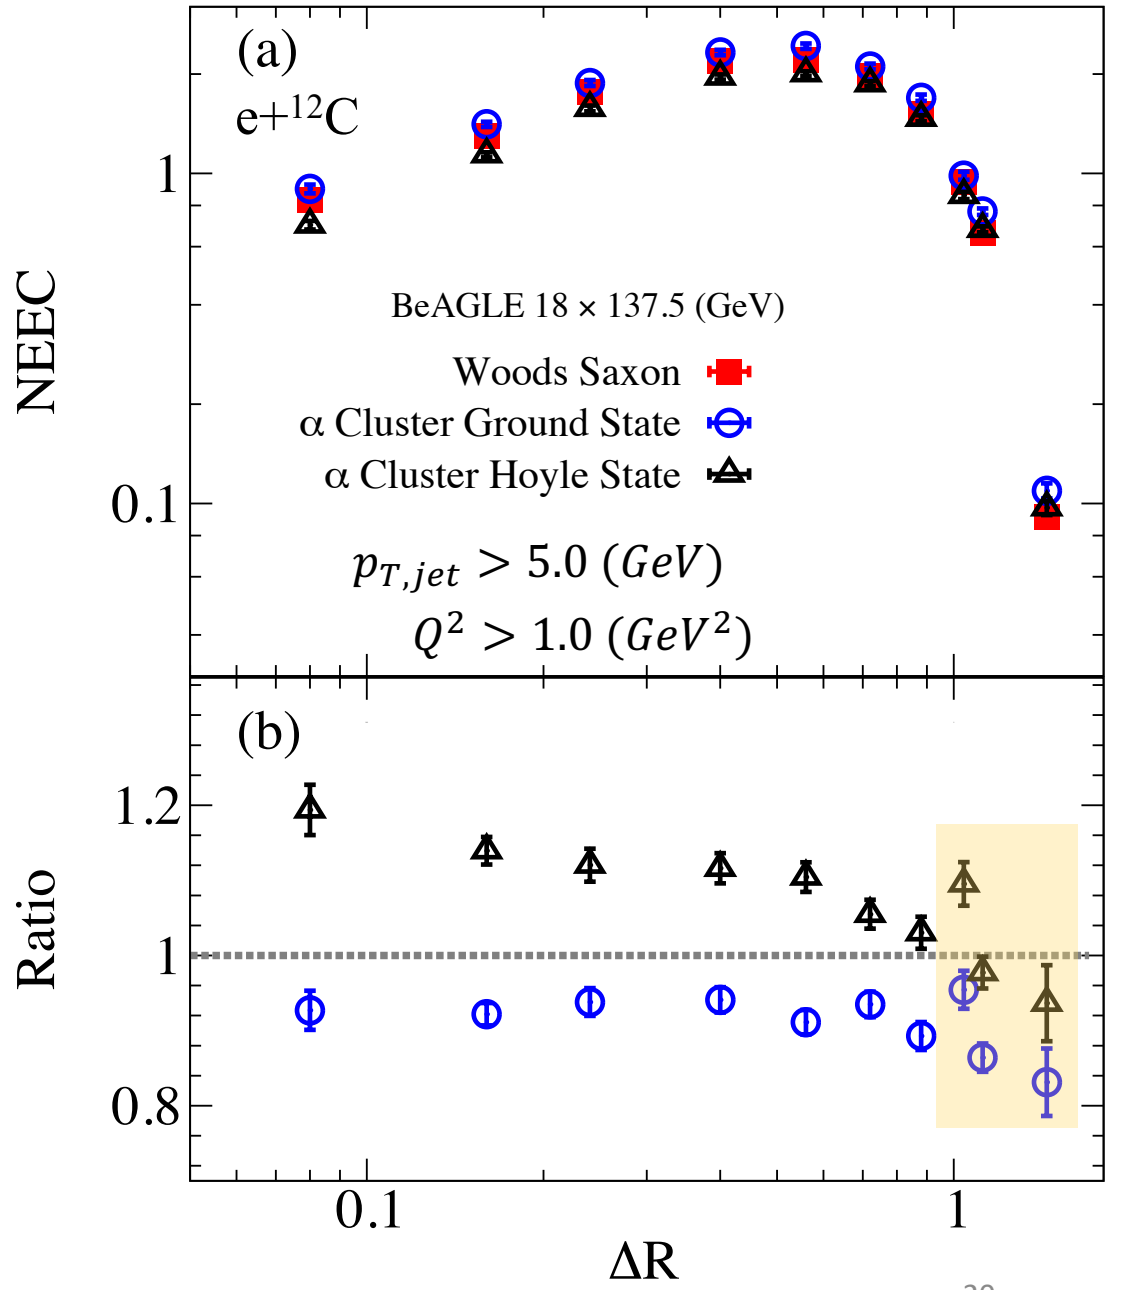 (a)
e+¹²C
1
NEEC
BeAGLE 18 × 137.5 (GeV)
Woods Saxon
α Cluster Ground State
α Cluster Hoyle State
0.1
p_{T,jet} > 5.0 (GeV)
Q² > 1.0 (GeV²)
(b)
1.2
Ratio
1
0.8
0.1 1
ΔR